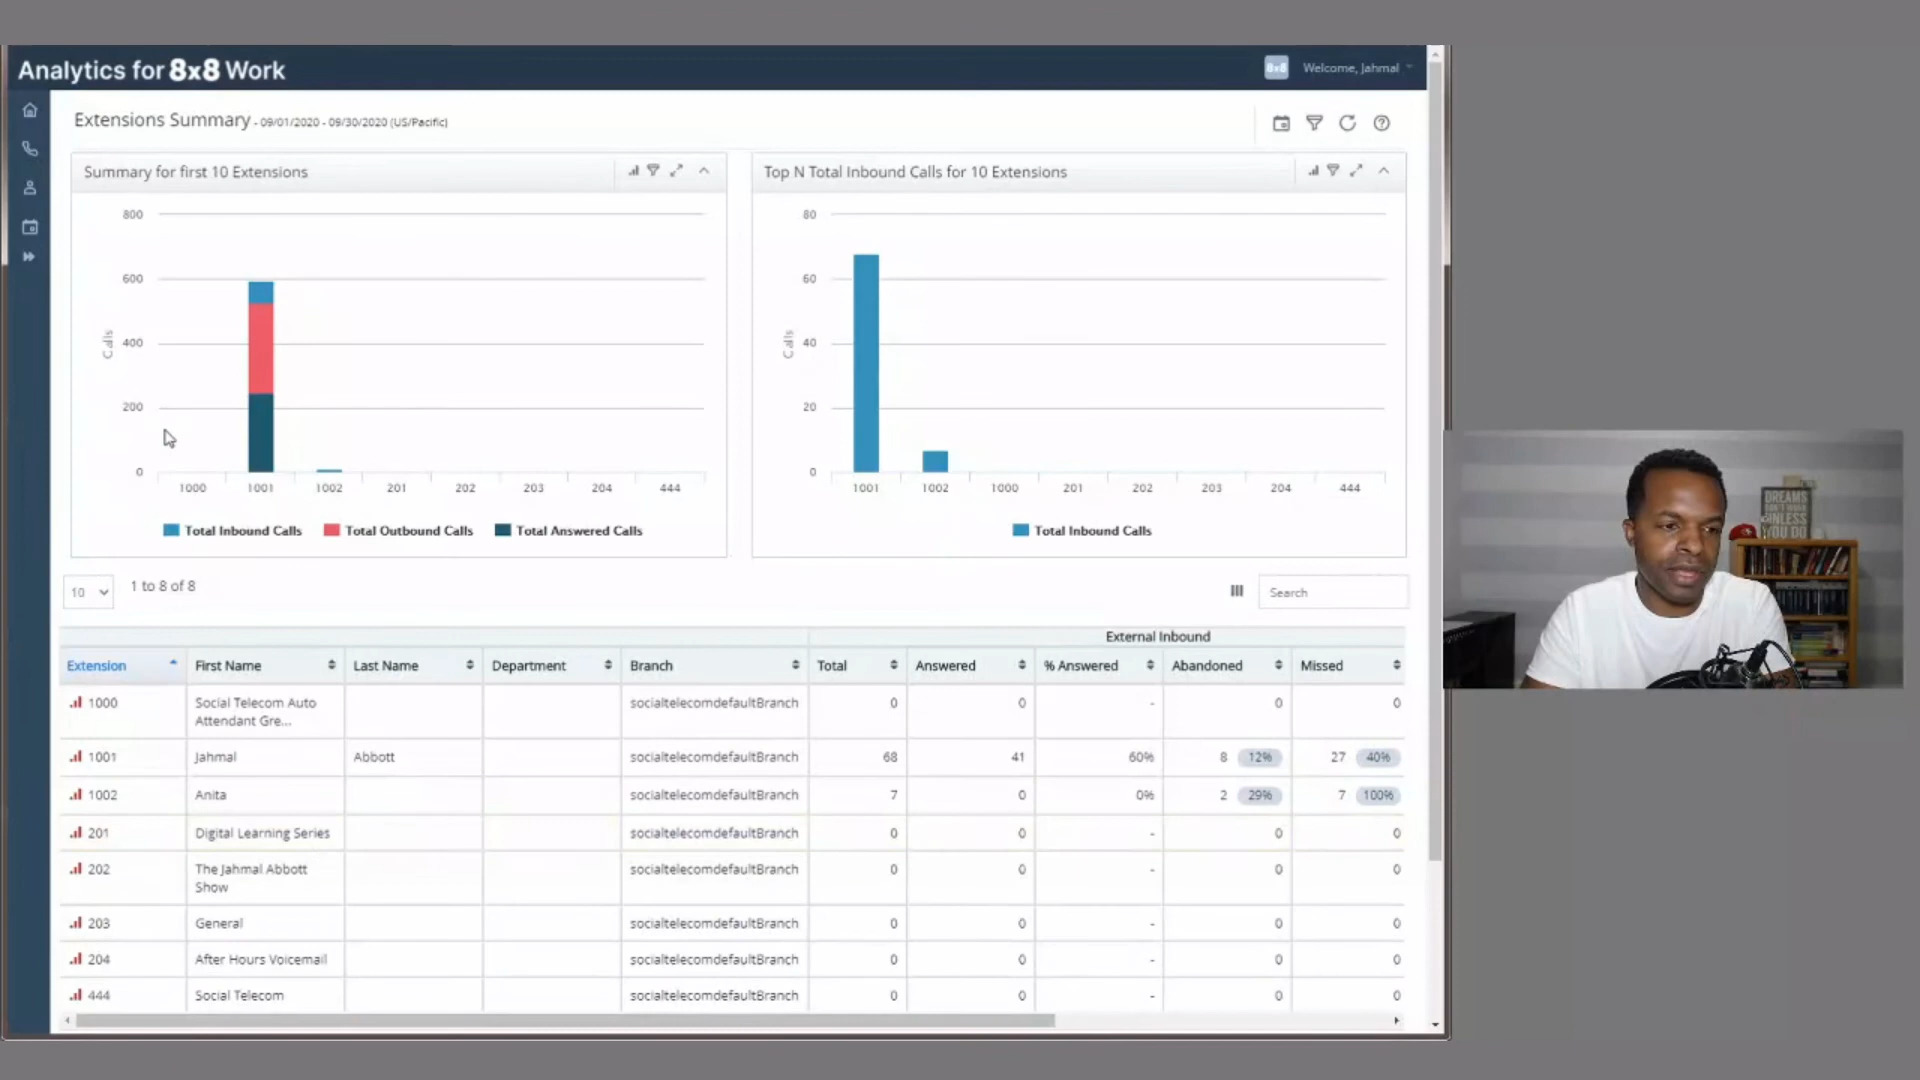 Analytics for 8x8 Work
8x8 Welcome, Jahmal
Extensions Summary - 09/01/2020 - 09/30/2020 (US/Pacific)
Summary for first 10 Extensions
800
600
400
200
0
Calls
1000 1001 1002 201 202 203 204 444
Total Inbound Calls Total Outbound Calls Total Answered Calls
Top N Total Inbound Calls for 10 Extensions
80
60
40
20
0
Calls
1001 1002 1000 201 202 203 204 444
Total Inbound Calls
10 1 to 8 of 8 Search
External Inbound
Extension First Name Last Name Department Branch Total Answered % Answered Abandoned Missed
1000 Social Telecom Auto Attendant Gre... socialtelecomdefaultBranch 0 0 - 0 0
1001 Jahmal Abbott socialtelecomdefaultBranch 68 41 60% 8 12% 27 40%
1002 Anita socialtelecomdefaultBranch 7 0 0% 2 29% 7 100%
201 Digital Learning Series socialtelecomdefaultBranch 0 0 - 0 0
202 The Jahmal Abbott Show socialtelecomdefaultBranch 0 0 - 0 0
203 General socialtelecomdefaultBranch 0 0 - 0 0
204 After Hours Voicemail socialtelecomdefaultBranch 0 0 - 0 0
444 Social Telecom socialtelecomdefaultBranch 0 0 - 0 0
DREAMS
YOU DO